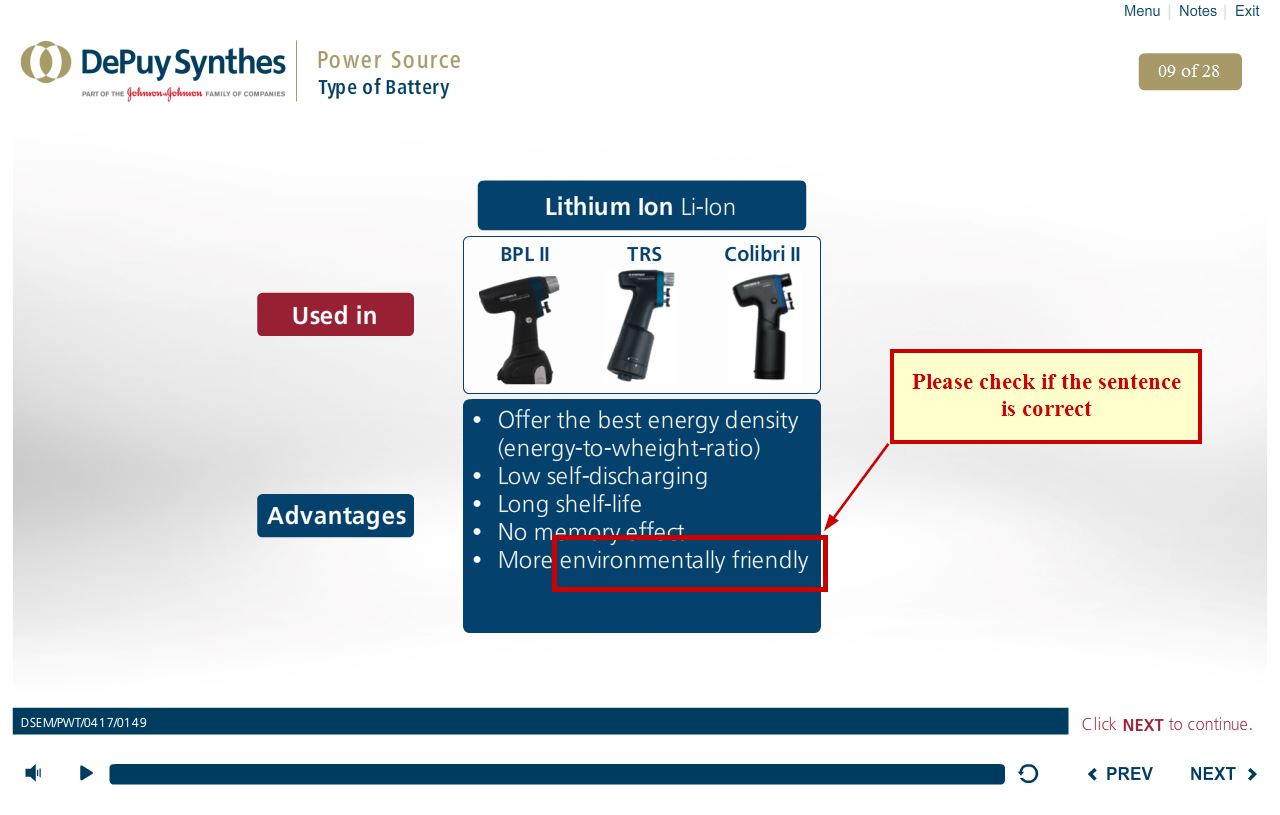 Menu | Notes | Exit
DePuy Synthes
PART OF THE Johnson & Johnson FAMILY OF COMPANIES
Power Source
Type of Battery
09 of 28
Lithium Ion Li-Ion
BPL II TRS Colibri II
Used in
Please check if the sentence
is correct
Advantages
• Offer the best energy density
(energy-to-wheight-ratio)
• Low self-discharging
• Long shelf-life
• No memory effect
• More environmentally friendly
DSEM/PWT/0417/0149
Click NEXT to continue.
PREV NEXT